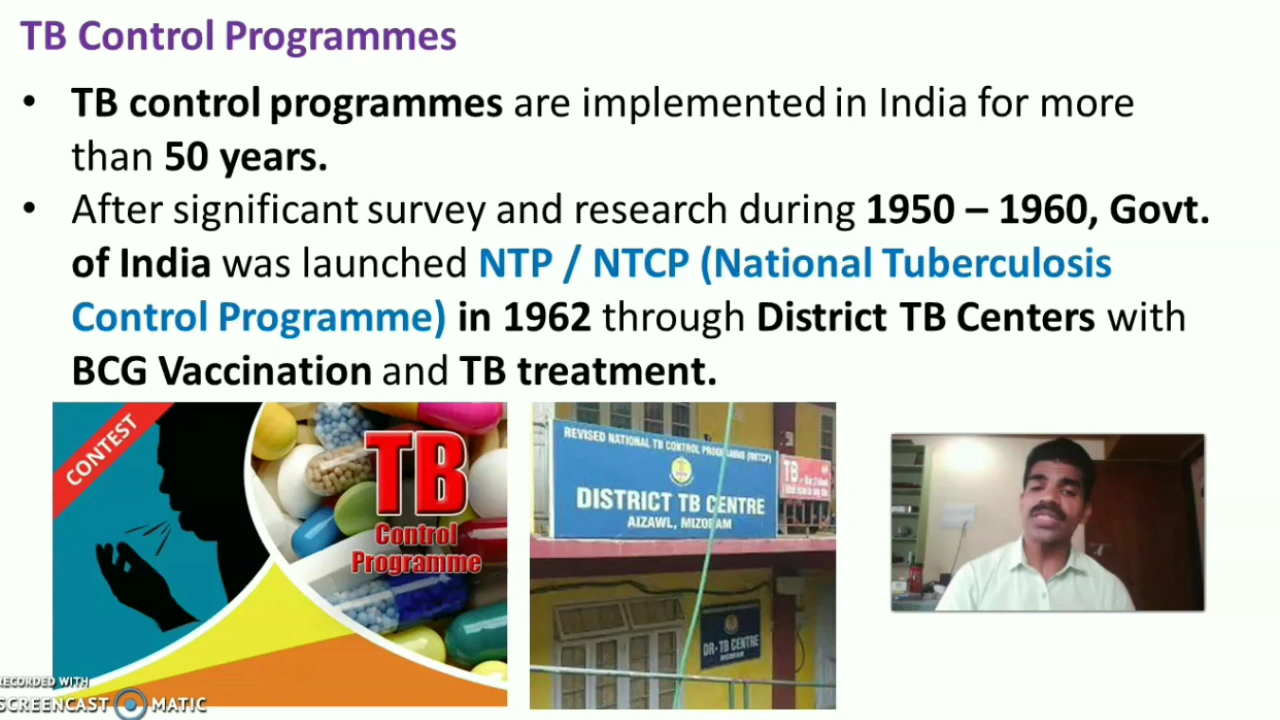 TB Control Programmes
• TB control programmes are implemented in India for more
than 50 years.
• After significant survey and research during 1950 – 1960, Govt.
of India was launched NTP / NTCP (National Tuberculosis
Control Programme) in 1962 through District TB Centers with
BCG Vaccination and TB treatment.
CONTEST
TB
Control
Programme
REVISED NATIONAL TB CONTROL PROGRAMME (RNTCP)
DISTRICT TB CENTRE
AIZAWL, MIZORAM
TB
DR-TB CENTRE
MIZORAM
RECORDED WITH
SCREENCAST MATIC